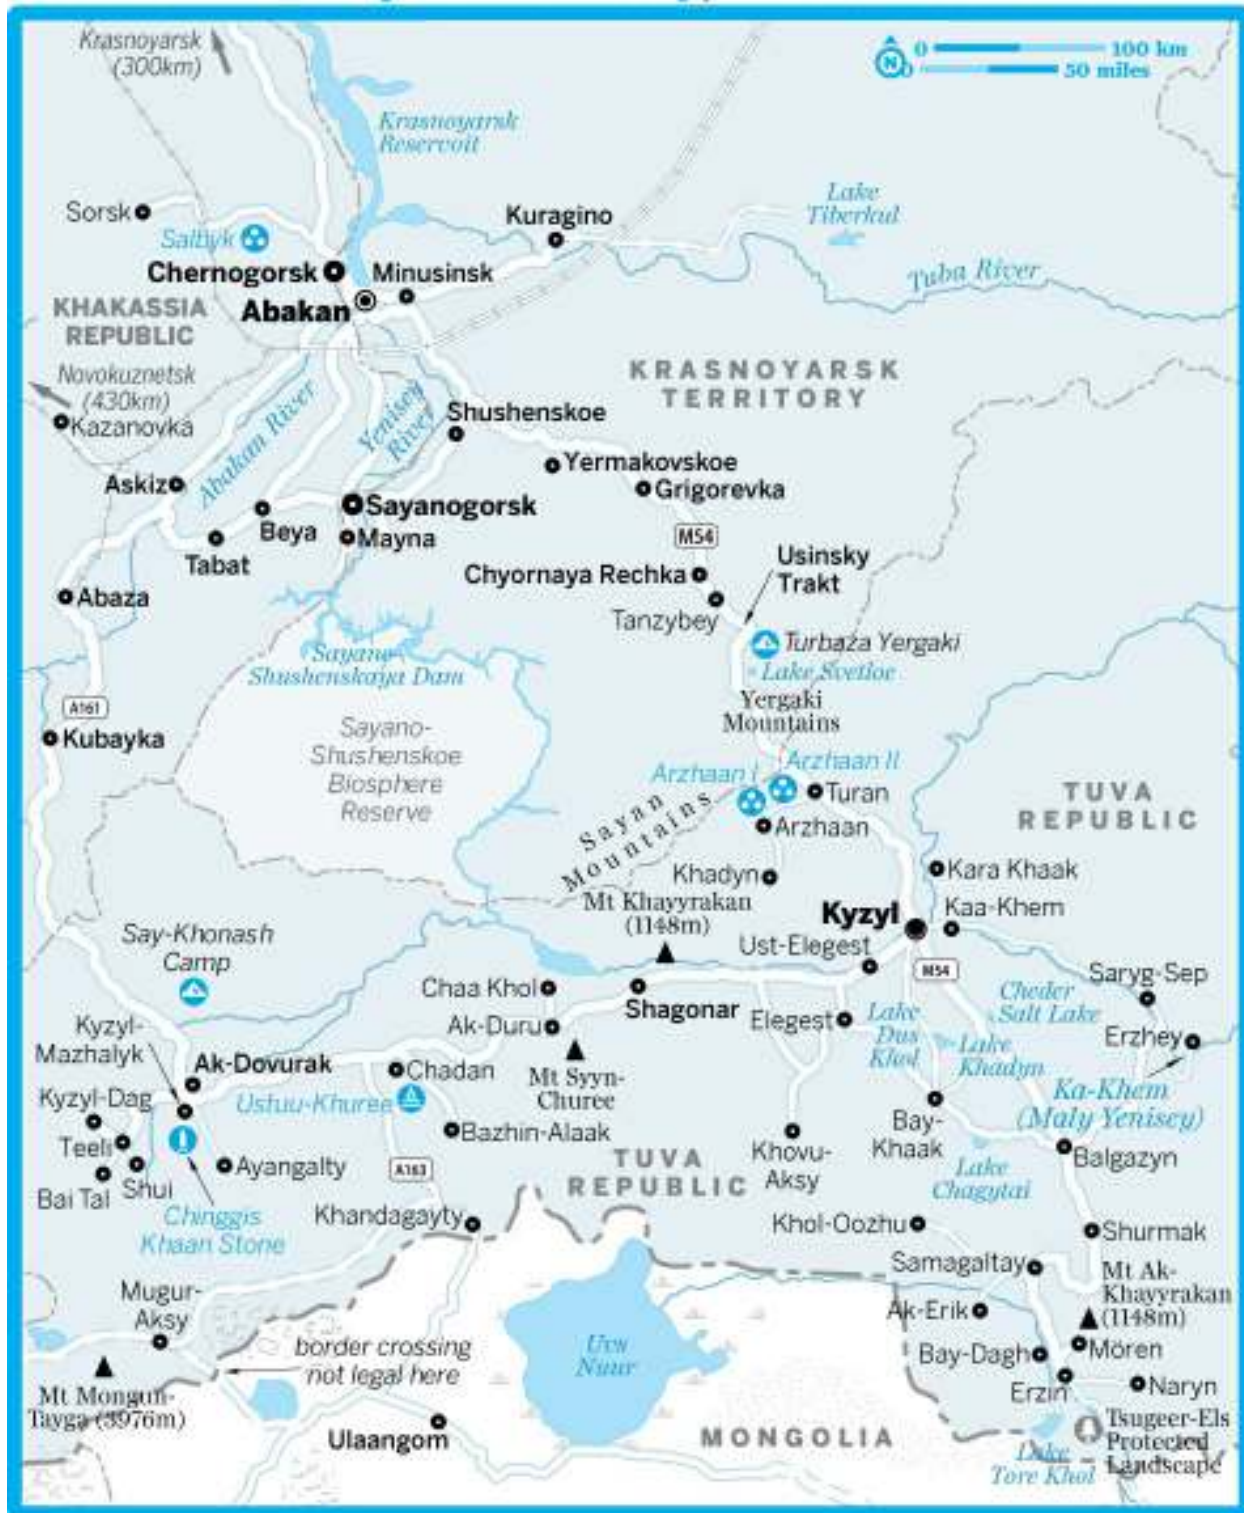 Krasnoyarsk
(300km)
0 100 km
N
0 50 miles
Krasnoyarsk
Reservoit
Lake
Tiberkul
Sorsk
Kuragino
Salbyk
Chernogorsk
Minusinsk
Tuba River
Abakan
KHAKASSIA
REPUBLIC
KRASNOYARSK
TERRITORY
Novokuznetsk
(430km)
Kazanovka
Abakan River
Yenisey
River
Shushenskoe
Yermakovskoe
Askiz
Grigorevka
Sayanogorsk
Beya
Mayna
M54
Tabat
Usinsky
Trakt
Chyornaya Rechka
Abaza
Tanzybey
Turbaza Yergaki
Sayano-
Shushenskaya Dam
Lake Svetloe
A161
Yergaki
Mountains
Kubayka
Sayano-
Shushenskoe
Biosphere
Reserve
Arzhaan I
Arzhaan II
Turan
TUVA
REPUBLIC
Sayan
Mountains
Arzhaan
Khadyn
Kara Khaak
Mt Khayyrakan
(1148m)
Kyzyl
Kaa-Khem
Say-Khonash
Camp
Ust-Elegest
M54
Saryg-Sep
Chaa Khol
Shagonar
Cheder
Salt Lake
Kyzyl-
Mazhalyk
Ak-Duru
Elegest
Lake
Dus
Khol
Erzhey
Ak-Dovurak
Chadan
Mt Syyn-
Churee
Lake
Khadyn
Kyzyl-Dag
Ustuu-Khuree
Ka-Khem
(Maly Yenisey)
Teeli
Bazhin-Alaak
Bay-
Khaak
Khovu-
Aksy
Balgazyn
Shui
Ayangalty
A163
TUVA
REPUBLIC
Bai Tal
Lake
Chagytai
Chinggis
Khaan Stone
Khandagayty
Khol-Oozhu
Shurmak
Samagaltay
Mt Ak-
Khayyrakan
(1148m)
Mugur-
Aksy
Ak-Erik
border crossing
not legal here
Uvs
Nuur
Bay-Dagh
Mören
Mt Mongun-
Tayga (3976m)
Erzin
Naryn
Ulaangom
MONGOLIA
Tsugeer-Els
Protected
Landscape
Lake
Tore Khol